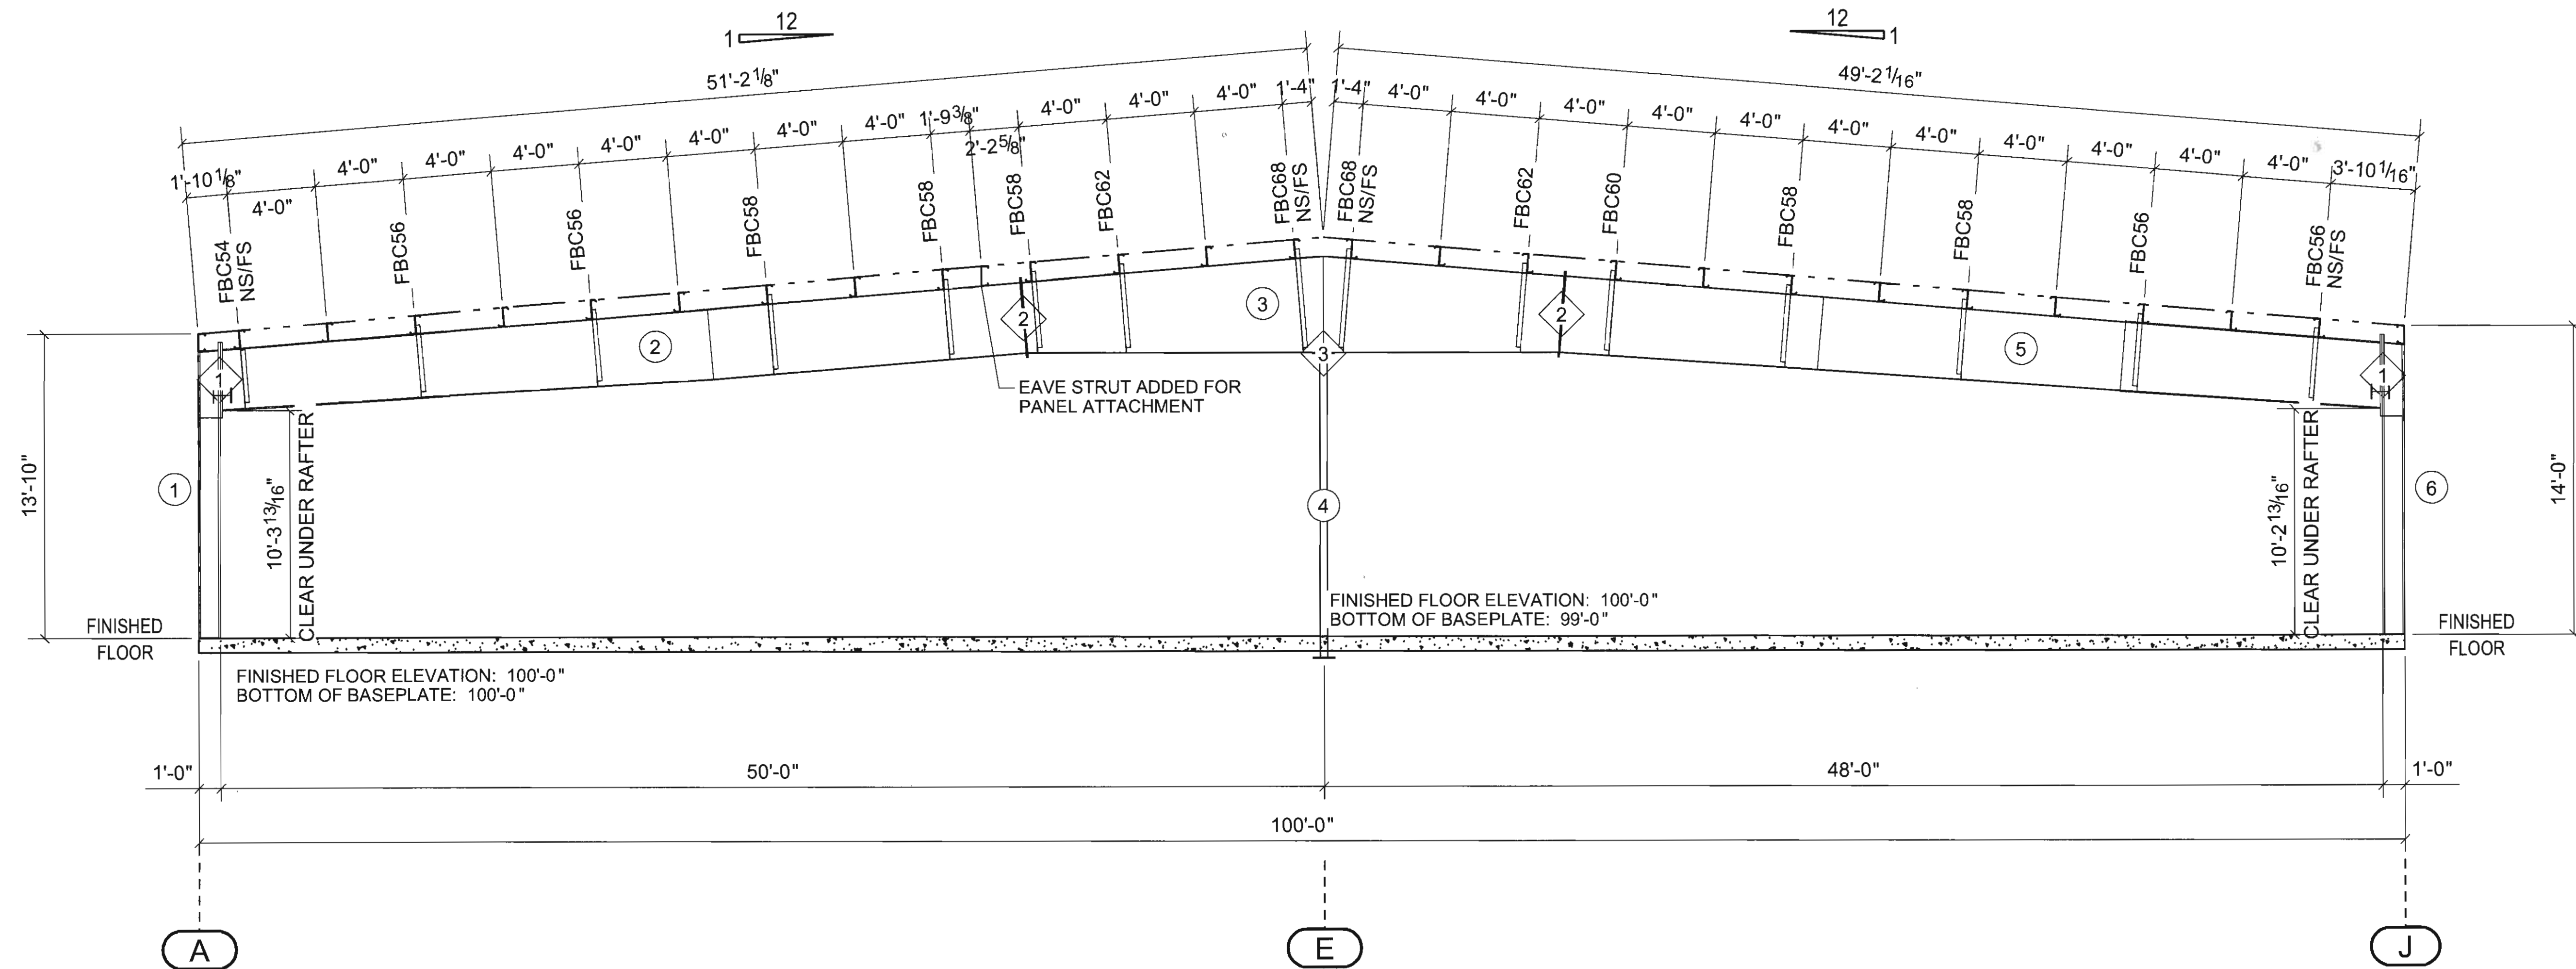 12
1
12
1
51'-2 1/8"
49'-2 1/16"
1'-10 1/8"
4'-0"
4'-0"
4'-0"
4'-0"
4'-0"
4'-0"
4'-0"
4'-0"
1'-9 3/8"
2'-2 5/8"
4'-0"
4'-0"
4'-0"
1'-4"
1'-4"
4'-0"
4'-0"
4'-0"
4'-0"
4'-0"
4'-0"
4'-0"
4'-0"
4'-0"
4'-0"
4'-0"
3'-10 1/16"
FBC54
NS/FS
FBC56
FBC56
FBC58
FBC58
FBC58
FBC62
FBC68
NS/FS
FBC68
NS/FS
FBC62
FBC60
FBC58
FBC58
FBC56
FBC56
NS/FS
1
2
2
3
3
2
5
1
EAVE STRUT ADDED FOR
PANEL ATTACHMENT
13'-10"
1
10'-3 13/16"
CLEAR UNDER RAFTER
4
10'-2 13/16"
CLEAR UNDER RAFTER
6
14'-0"
FINISHED
FLOOR
FINISHED FLOOR ELEVATION: 100'-0"
BOTTOM OF BASEPLATE: 99'-0"
FINISHED
FLOOR
FINISHED FLOOR ELEVATION: 100'-0"
BOTTOM OF BASEPLATE: 100'-0"
1'-0"
50'-0"
48'-0"
1'-0"
100'-0"
A
E
J